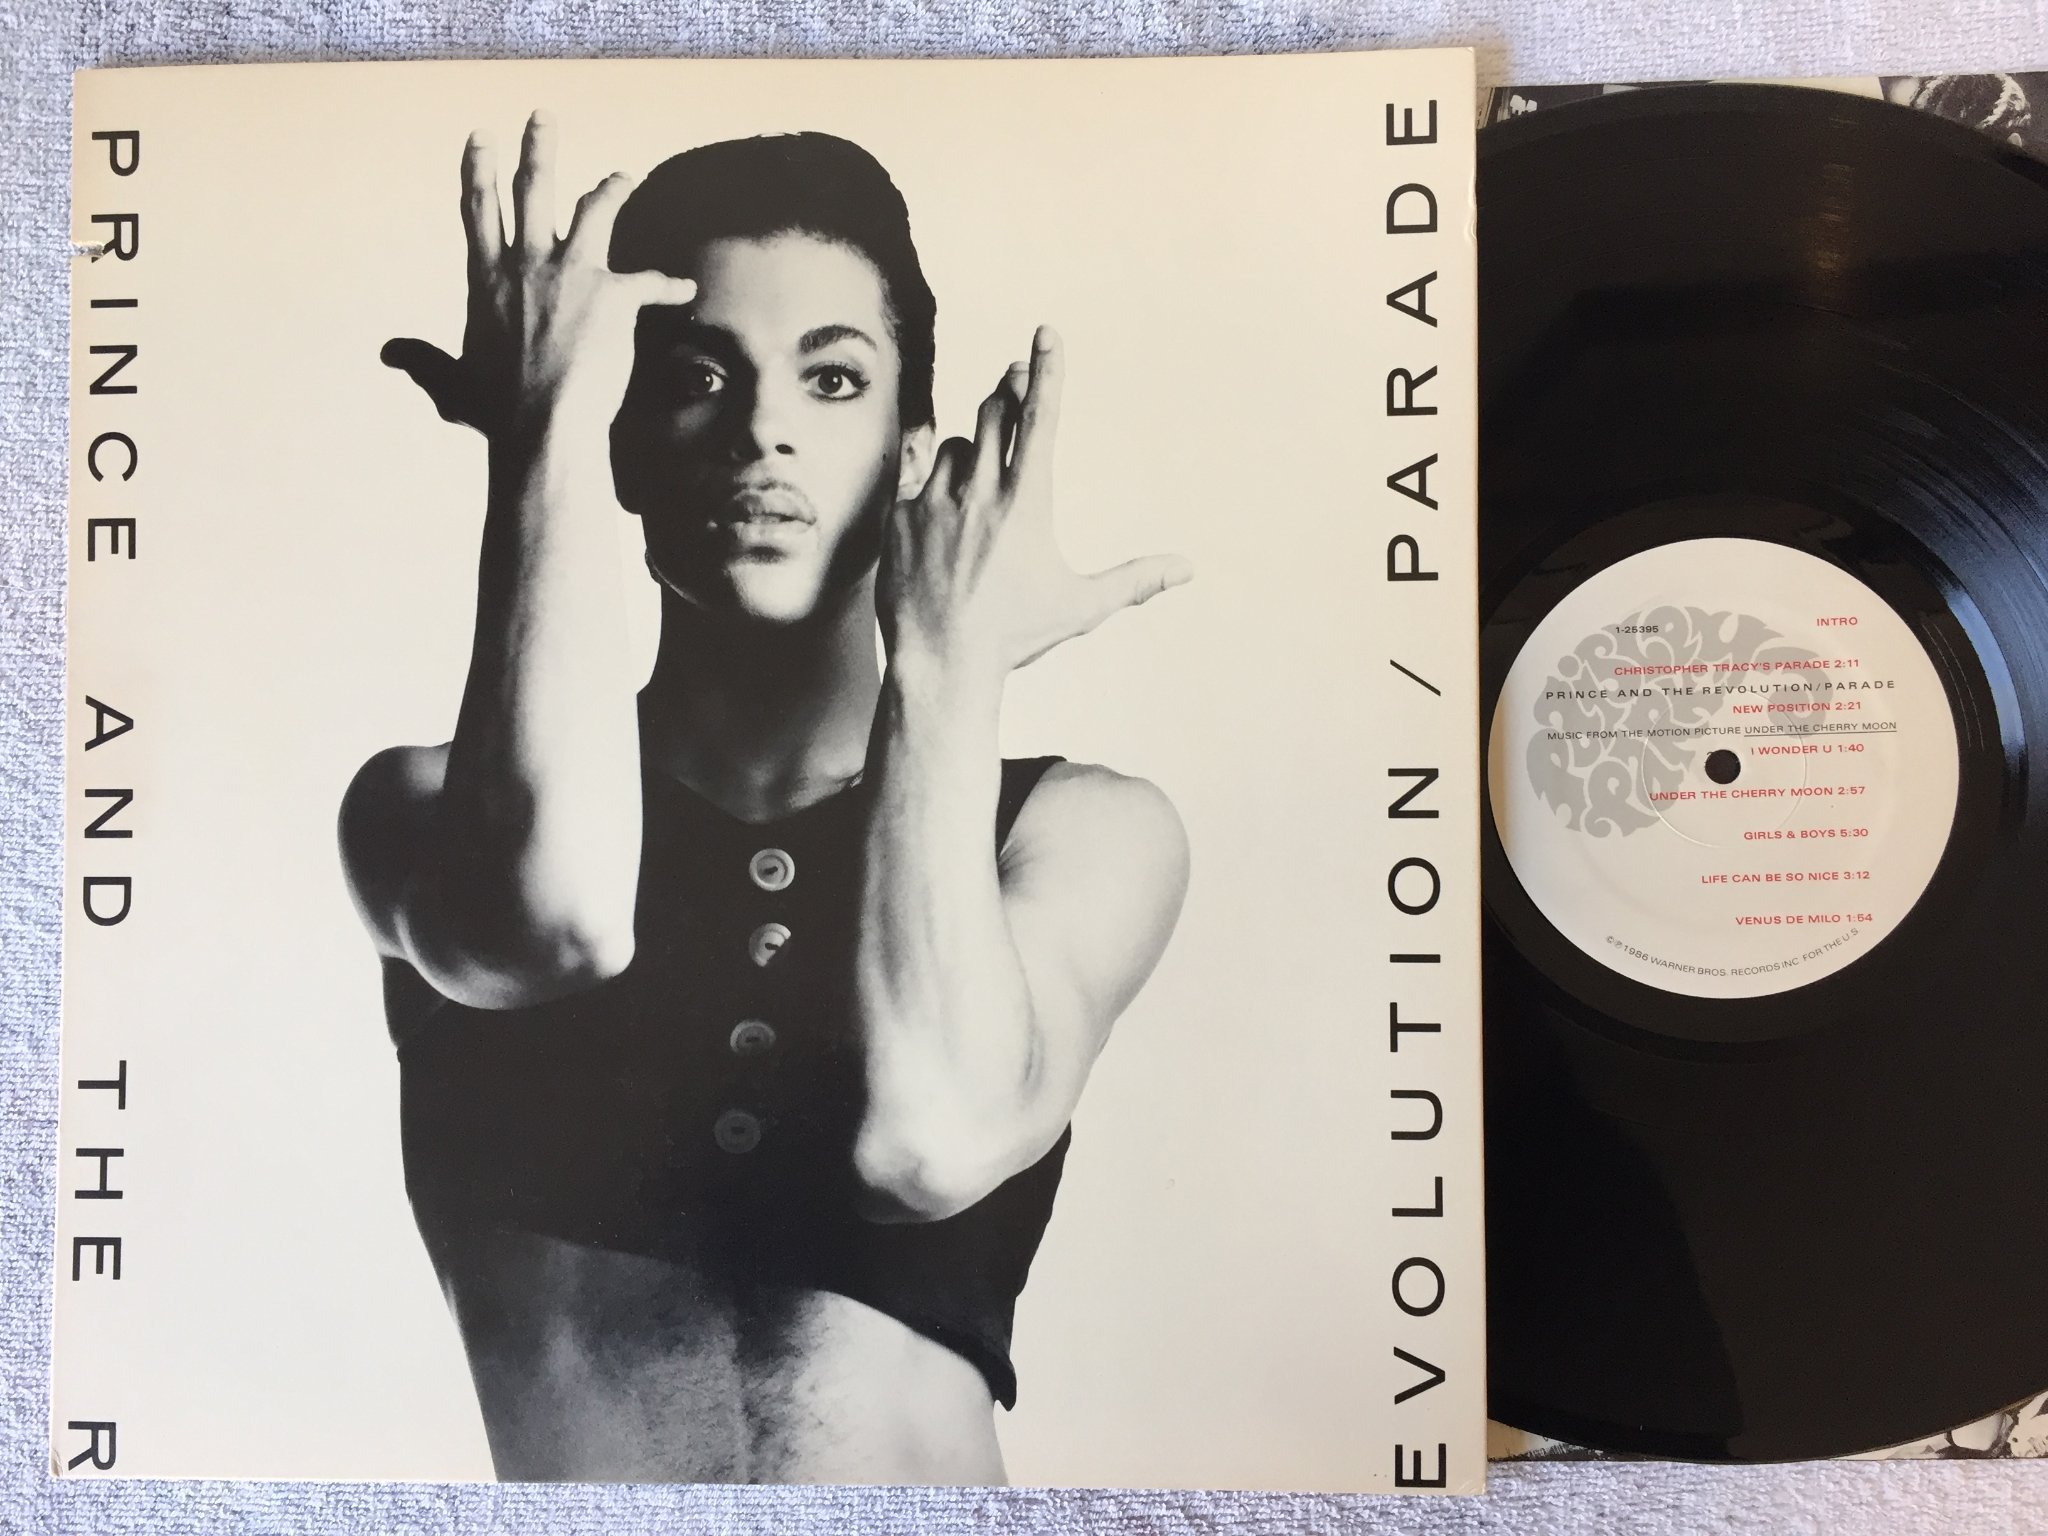 PRINCE AND THE R
EVOLUTION / PARADE
1-25395
INTRO
CHRISTOPHER TRACY'S PARADE 2:11
PRINCE AND THE REVOLUTION/PARADE
NEW POSITION 2:21
MUSIC FROM THE MOTION PICTURE UNDER THE CHERRY MOON
I WONDER U 1:40
UNDER THE CHERRY MOON 2:57
GIRLS & BOYS 5:30
LIFE CAN BE SO NICE 3:12
VENUS DE MILO 1:54
©℗1986 WARNER BROS. RECORDS INC. FOR THE U.S.